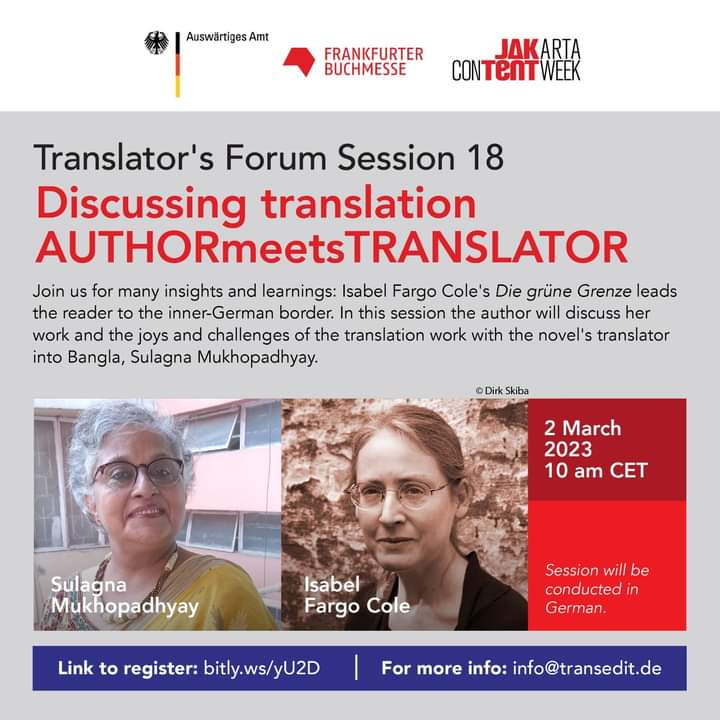 Auswärtiges Amt
FRANKFURTER
BUCHMESSE
JAKARTA
CONTENTWEEK
Translator's Forum Session 18
Discussing translation
AUTHORmeetsTRANSLATOR
Join us for many insights and learnings: Isabel Fargo Cole's Die grüne Grenze leads
the reader to the inner-German border. In this session the author will discuss her
work and the joys and challenges of the translation work with the novel's translator
into Bangla, Sulagna Mukhopadhyay.
© Dirk Skiba
Sulagna
Mukhopadhyay
Isabel
Fargo Cole
2 March
2023
10 am CET
Session will be
conducted in
German.
Link to register: bitly.ws/yU2D | For more info: info@transedit.de